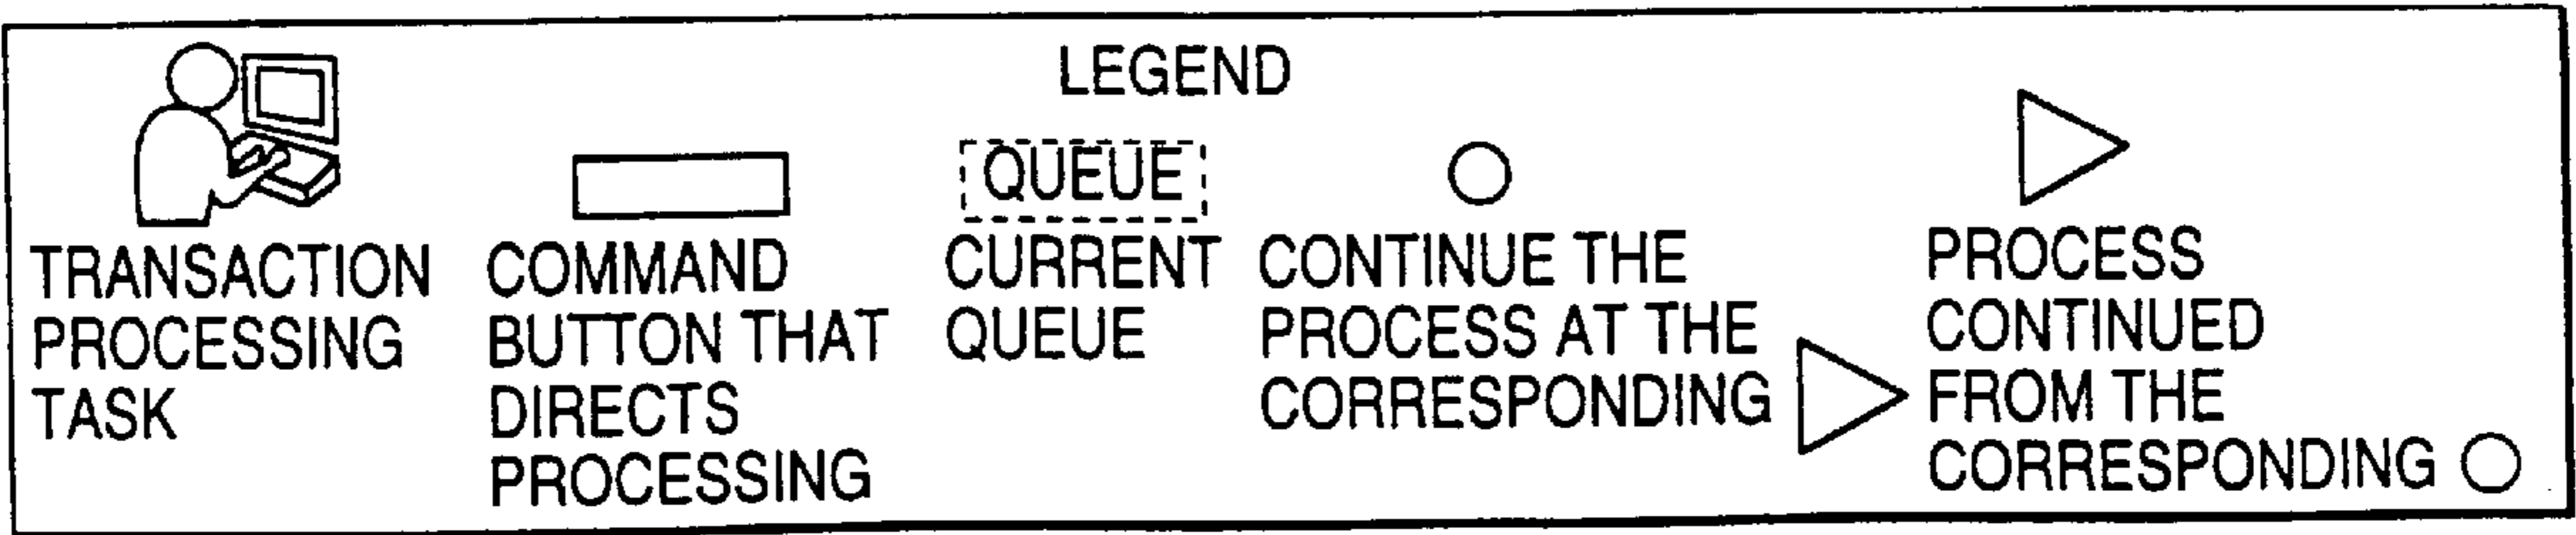 LEGEND
TRANSACTION
PROCESSING
TASK
COMMAND
BUTTON THAT
DIRECTS
PROCESSING
QUEUE
CURRENT
QUEUE
CONTINUE THE
PROCESS AT THE
CORRESPONDING
PROCESS
CONTINUED
FROM THE
CORRESPONDING